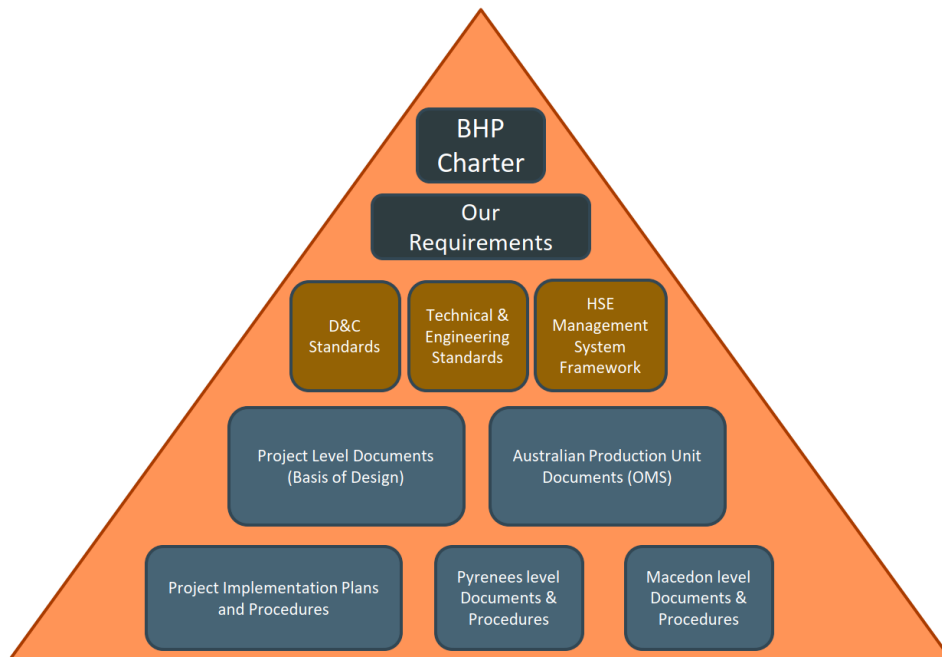 BHP
Charter
Our
Requirements
D&C
Standards
Technical &
Engineering
Standards
HSE
Management
System
Framework
Project Level Documents
(Basis of Design)
Australian Production Unit
Documents (OMS)
Project Implementation Plans
and Procedures
Pyrenees level
Documents &
Procedures
Macedon level
Documents &
Procedures